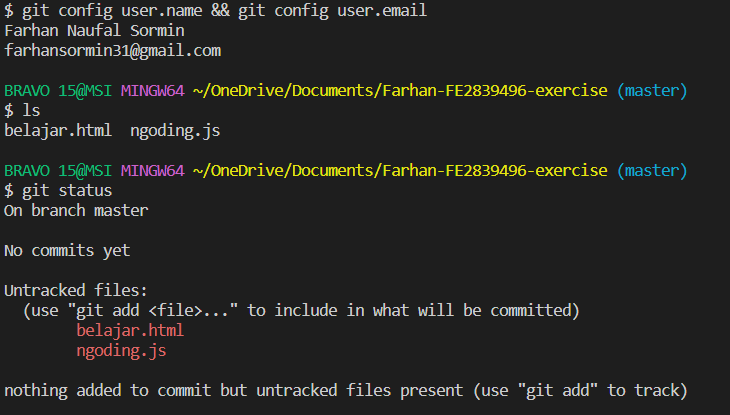 $ git config user.name && git config user.email
Farhan Naufal Sormin
farhansormin31@gmail.com
BRAVO 15@MSI MINGW64 ~/OneDrive/Documents/Farhan-FE2839496-exercise (master)
$ ls
belajar.html  ngoding.js
BRAVO 15@MSI MINGW64 ~/OneDrive/Documents/Farhan-FE2839496-exercise (master)
$ git status
On branch master
No commits yet
Untracked files:
  (use "git add <file>..." to include in what will be committed)
        belajar.html
        ngoding.js
nothing added to commit but untracked files present (use "git add" to track)